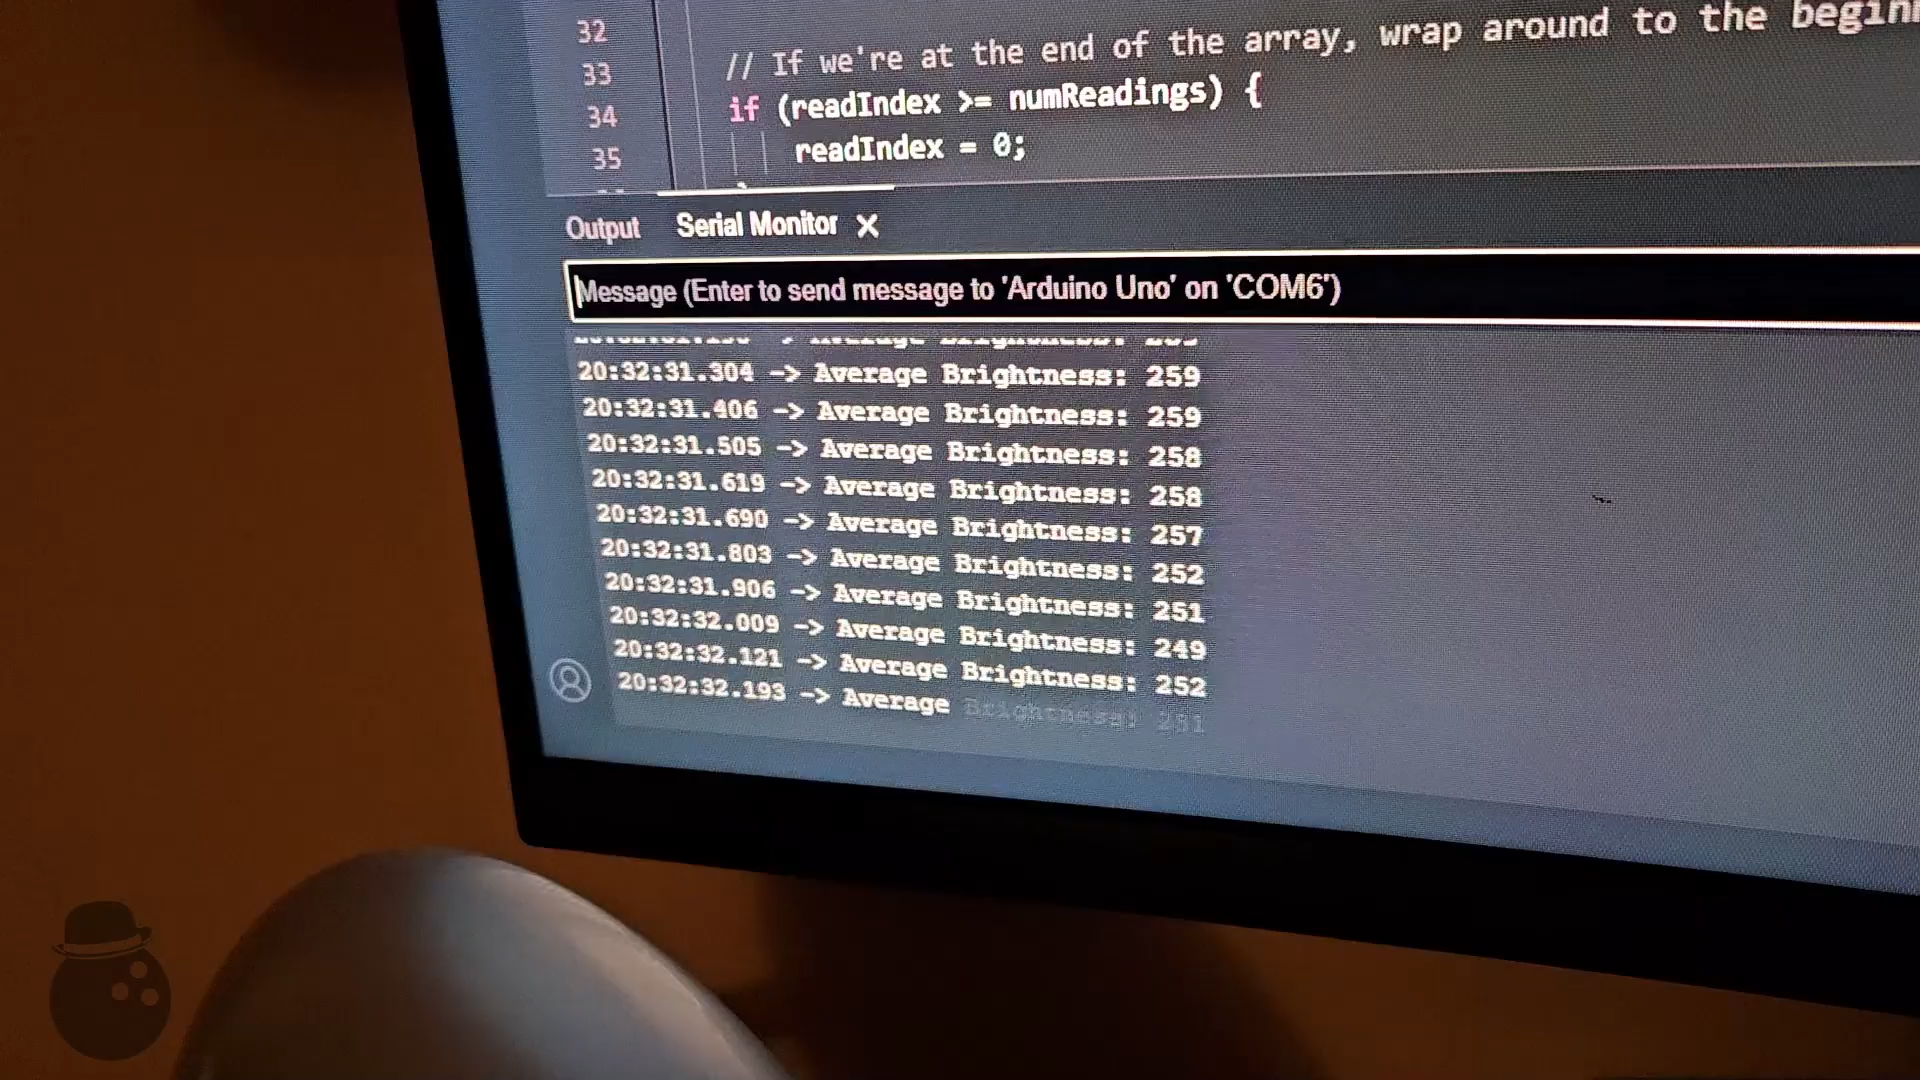 32
33 // If we're at the end of the array, wrap around to the
34 if (readIndex >= numReadings) {
35 readIndex = 0;
Output Serial Monitor X
Message (Enter to send message to 'Arduino Uno' on 'COM6')
20:32:31.304 -> Average Brightness: 259
20:32:31.406 -> Average Brightness: 259
20:32:31.505 -> Average Brightness: 258
20:32:31.619 -> Average Brightness: 258
20:32:31.690 -> Average Brightness: 257
20:32:31.803 -> Average Brightness: 252
20:32:31.906 -> Average Brightness: 251
20:32:32.009 -> Average Brightness: 249
20:32:32.121 -> Average Brightness: 252
20:32:32.193 -> Average Brightness: